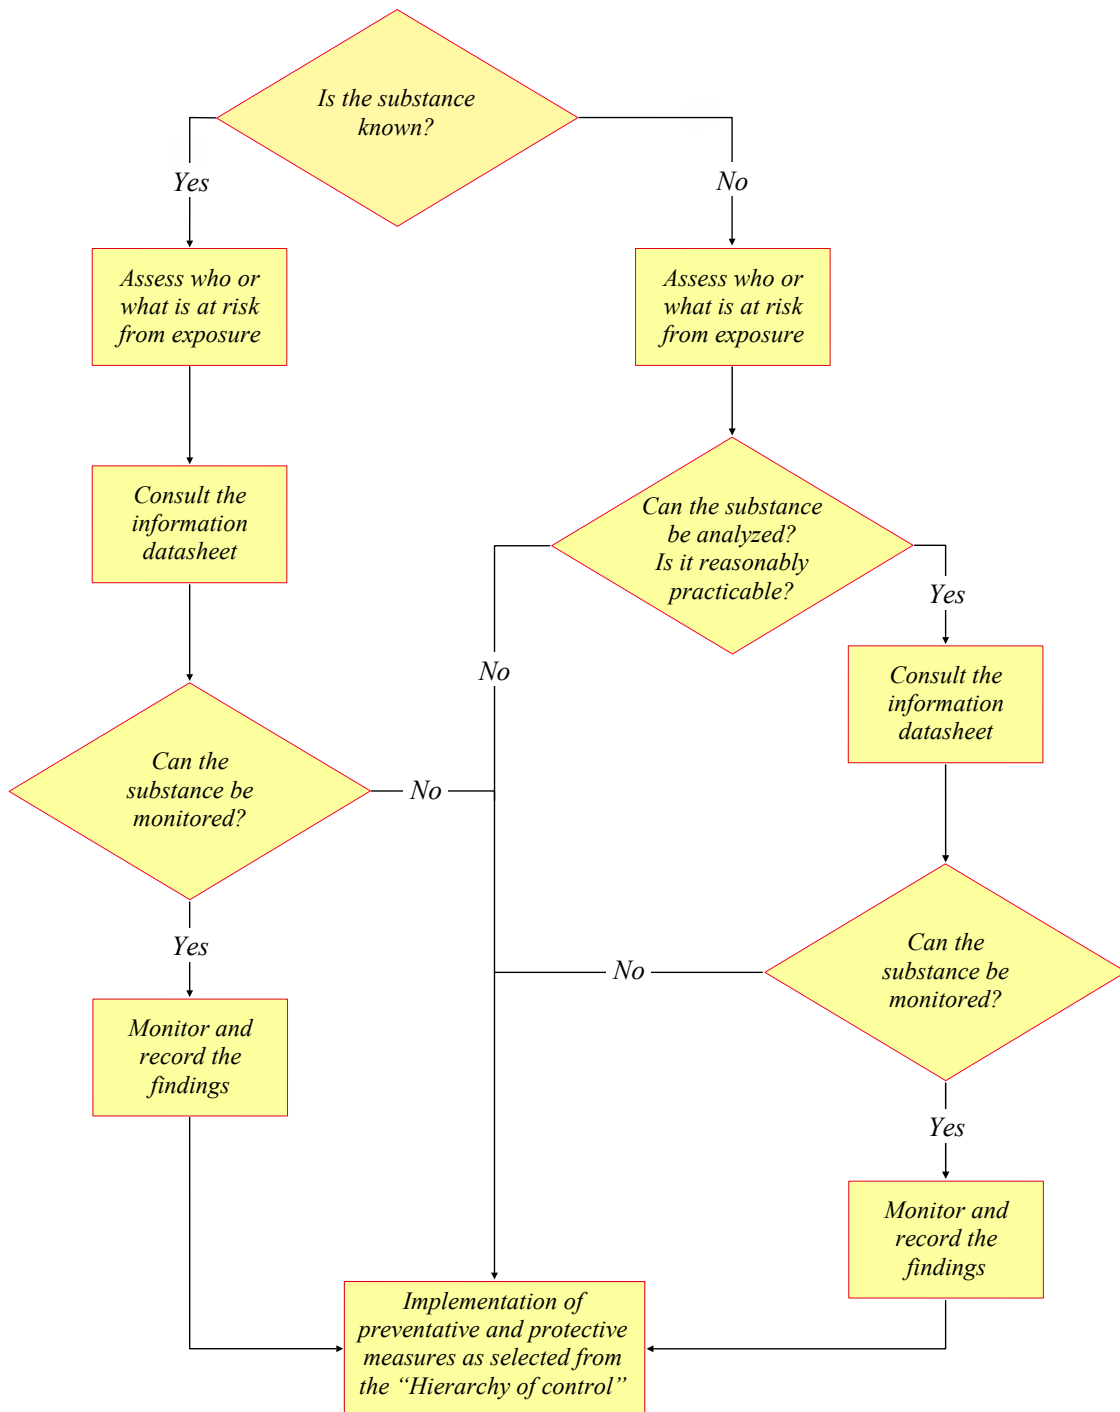 Is the substance
known?
Yes
No
Assess who or
what is at risk
from exposure
Assess who or
what is at risk
from exposure
Consult the
information
datasheet
Can the substance
be analyzed?
Is it reasonably
practicable?
Yes
No
Consult the
information
datasheet
Can the
substance be
monitored?
No
Yes
Can the
substance be
monitored?
No
Monitor and
record the
findings
Yes
Monitor and
record the
findings
Implementation of
preventative and protective
measures as selected from
the “Hierarchy of control”